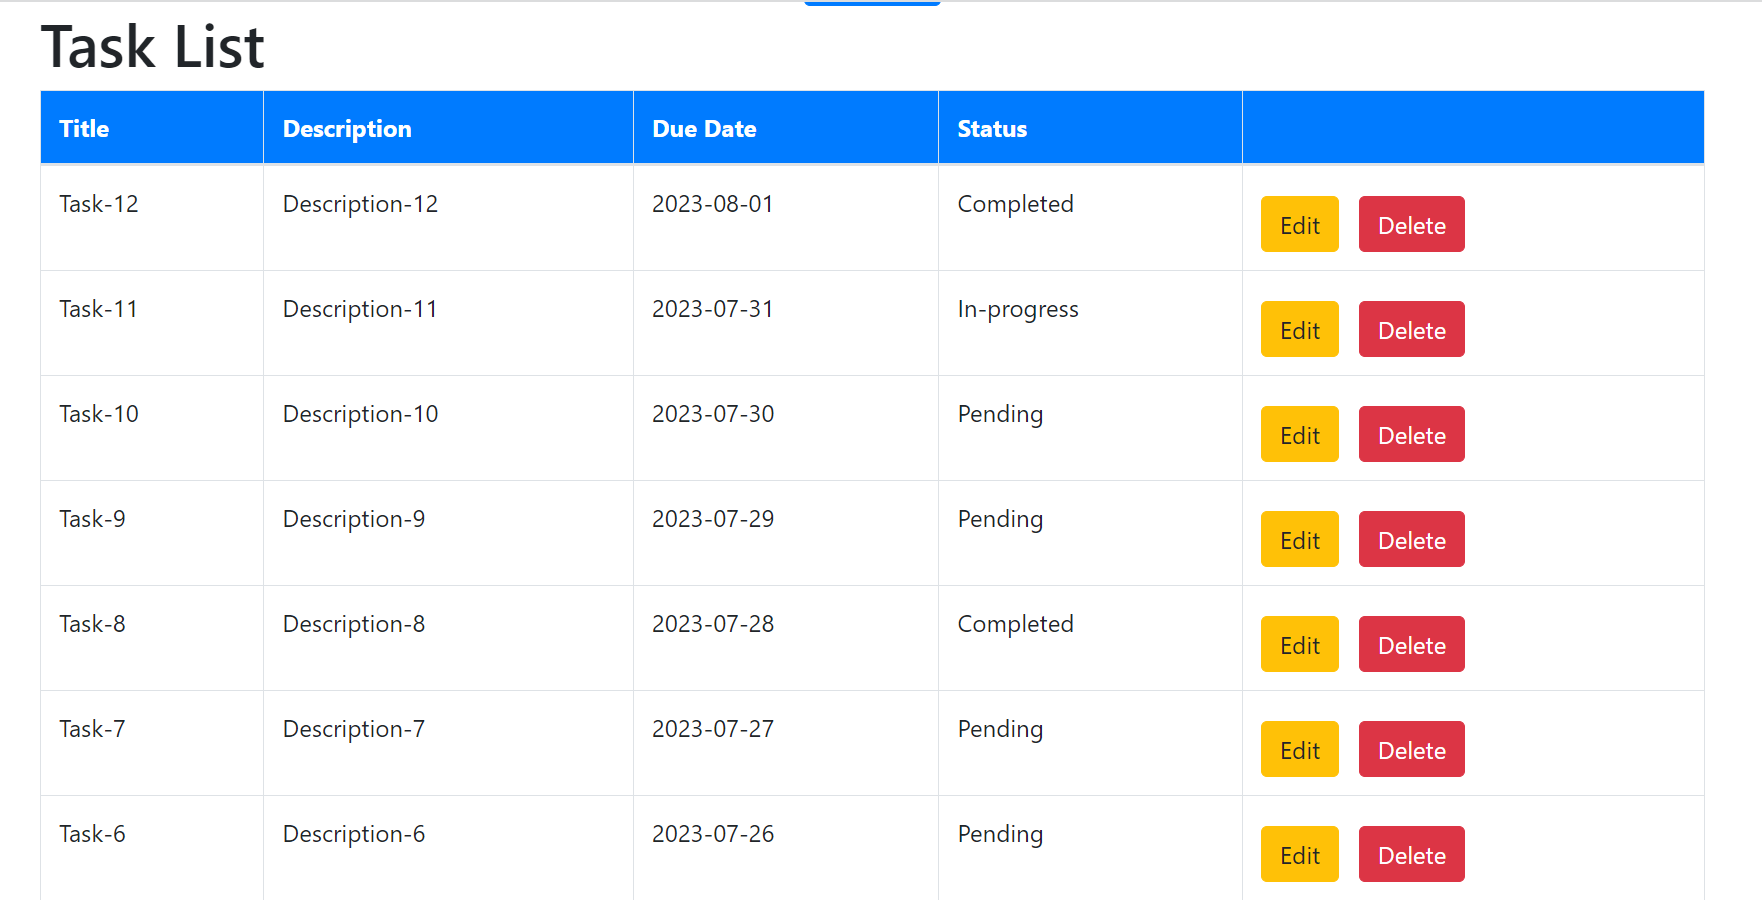 Task List
Title Description Due Date Status
Task-12 Description-12 2023-08-01 Completed Edit Delete
Task-11 Description-11 2023-07-31 In-progress Edit Delete
Task-10 Description-10 2023-07-30 Pending Edit Delete
Task-9 Description-9 2023-07-29 Pending Edit Delete
Task-8 Description-8 2023-07-28 Completed Edit Delete
Task-7 Description-7 2023-07-27 Pending Edit Delete
Task-6 Description-6 2023-07-26 Pending Edit Delete